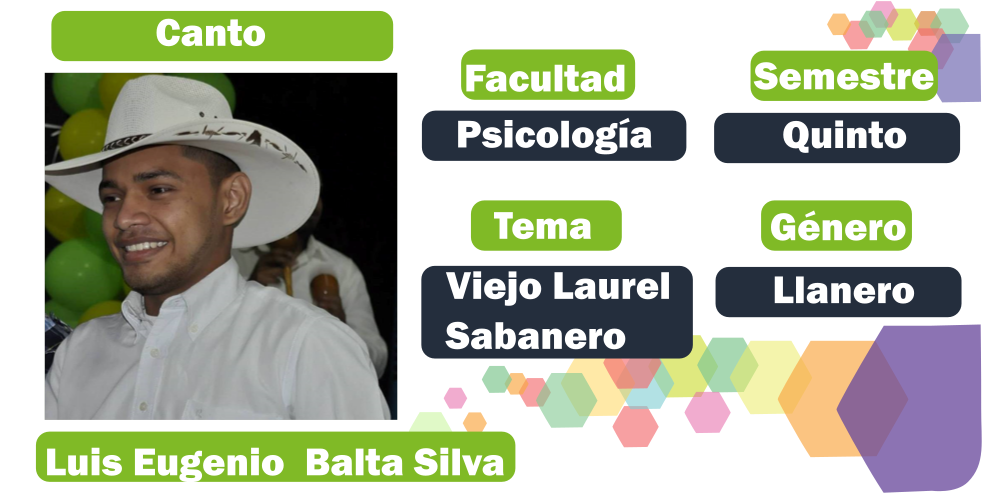 Canto
Facultad
Semestre
Psicología
Quinto
Tema
Género
Viejo Laurel
Sabanero
Llanero
Luis Eugenio Balta Silva